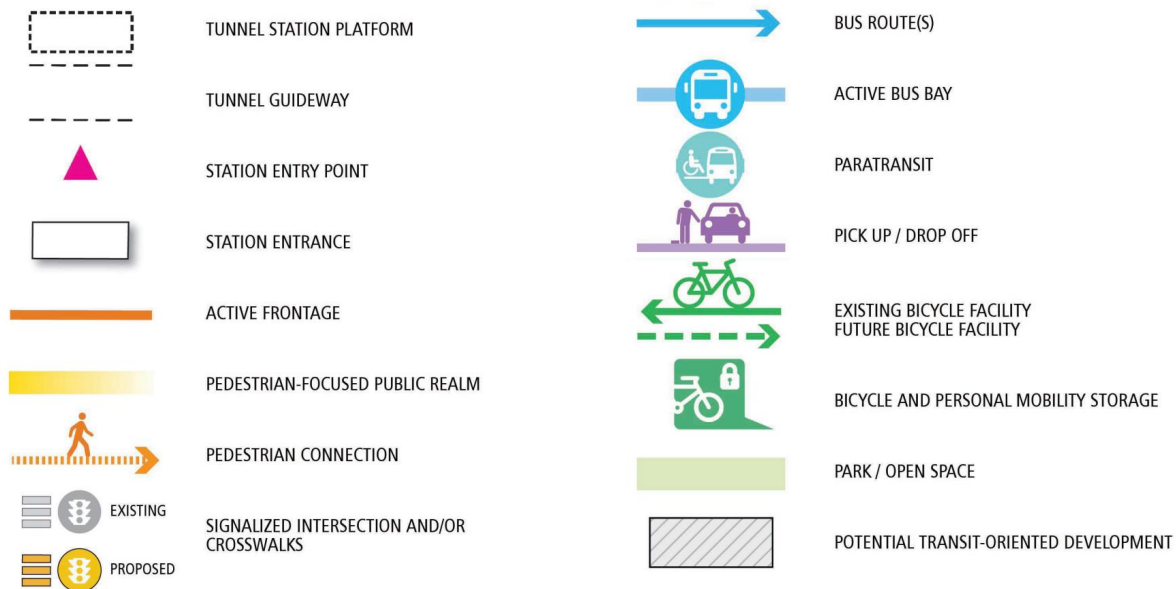 TUNNEL STATION PLATFORM
TUNNEL GUIDEWAY
STATION ENTRY POINT
STATION ENTRANCE
ACTIVE FRONTAGE
PEDESTRIAN-FOCUSED PUBLIC REALM
PEDESTRIAN CONNECTION
EXISTING
PROPOSED
SIGNALIZED INTERSECTION AND/OR
CROSSWALKS
BUS ROUTE(S)
ACTIVE BUS BAY
PARATRANSIT
PICK UP / DROP OFF
EXISTING BICYCLE FACILITY
FUTURE BICYCLE FACILITY
BICYCLE AND PERSONAL MOBILITY STORAGE
PARK / OPEN SPACE
POTENTIAL TRANSIT-ORIENTED DEVELOPMENT